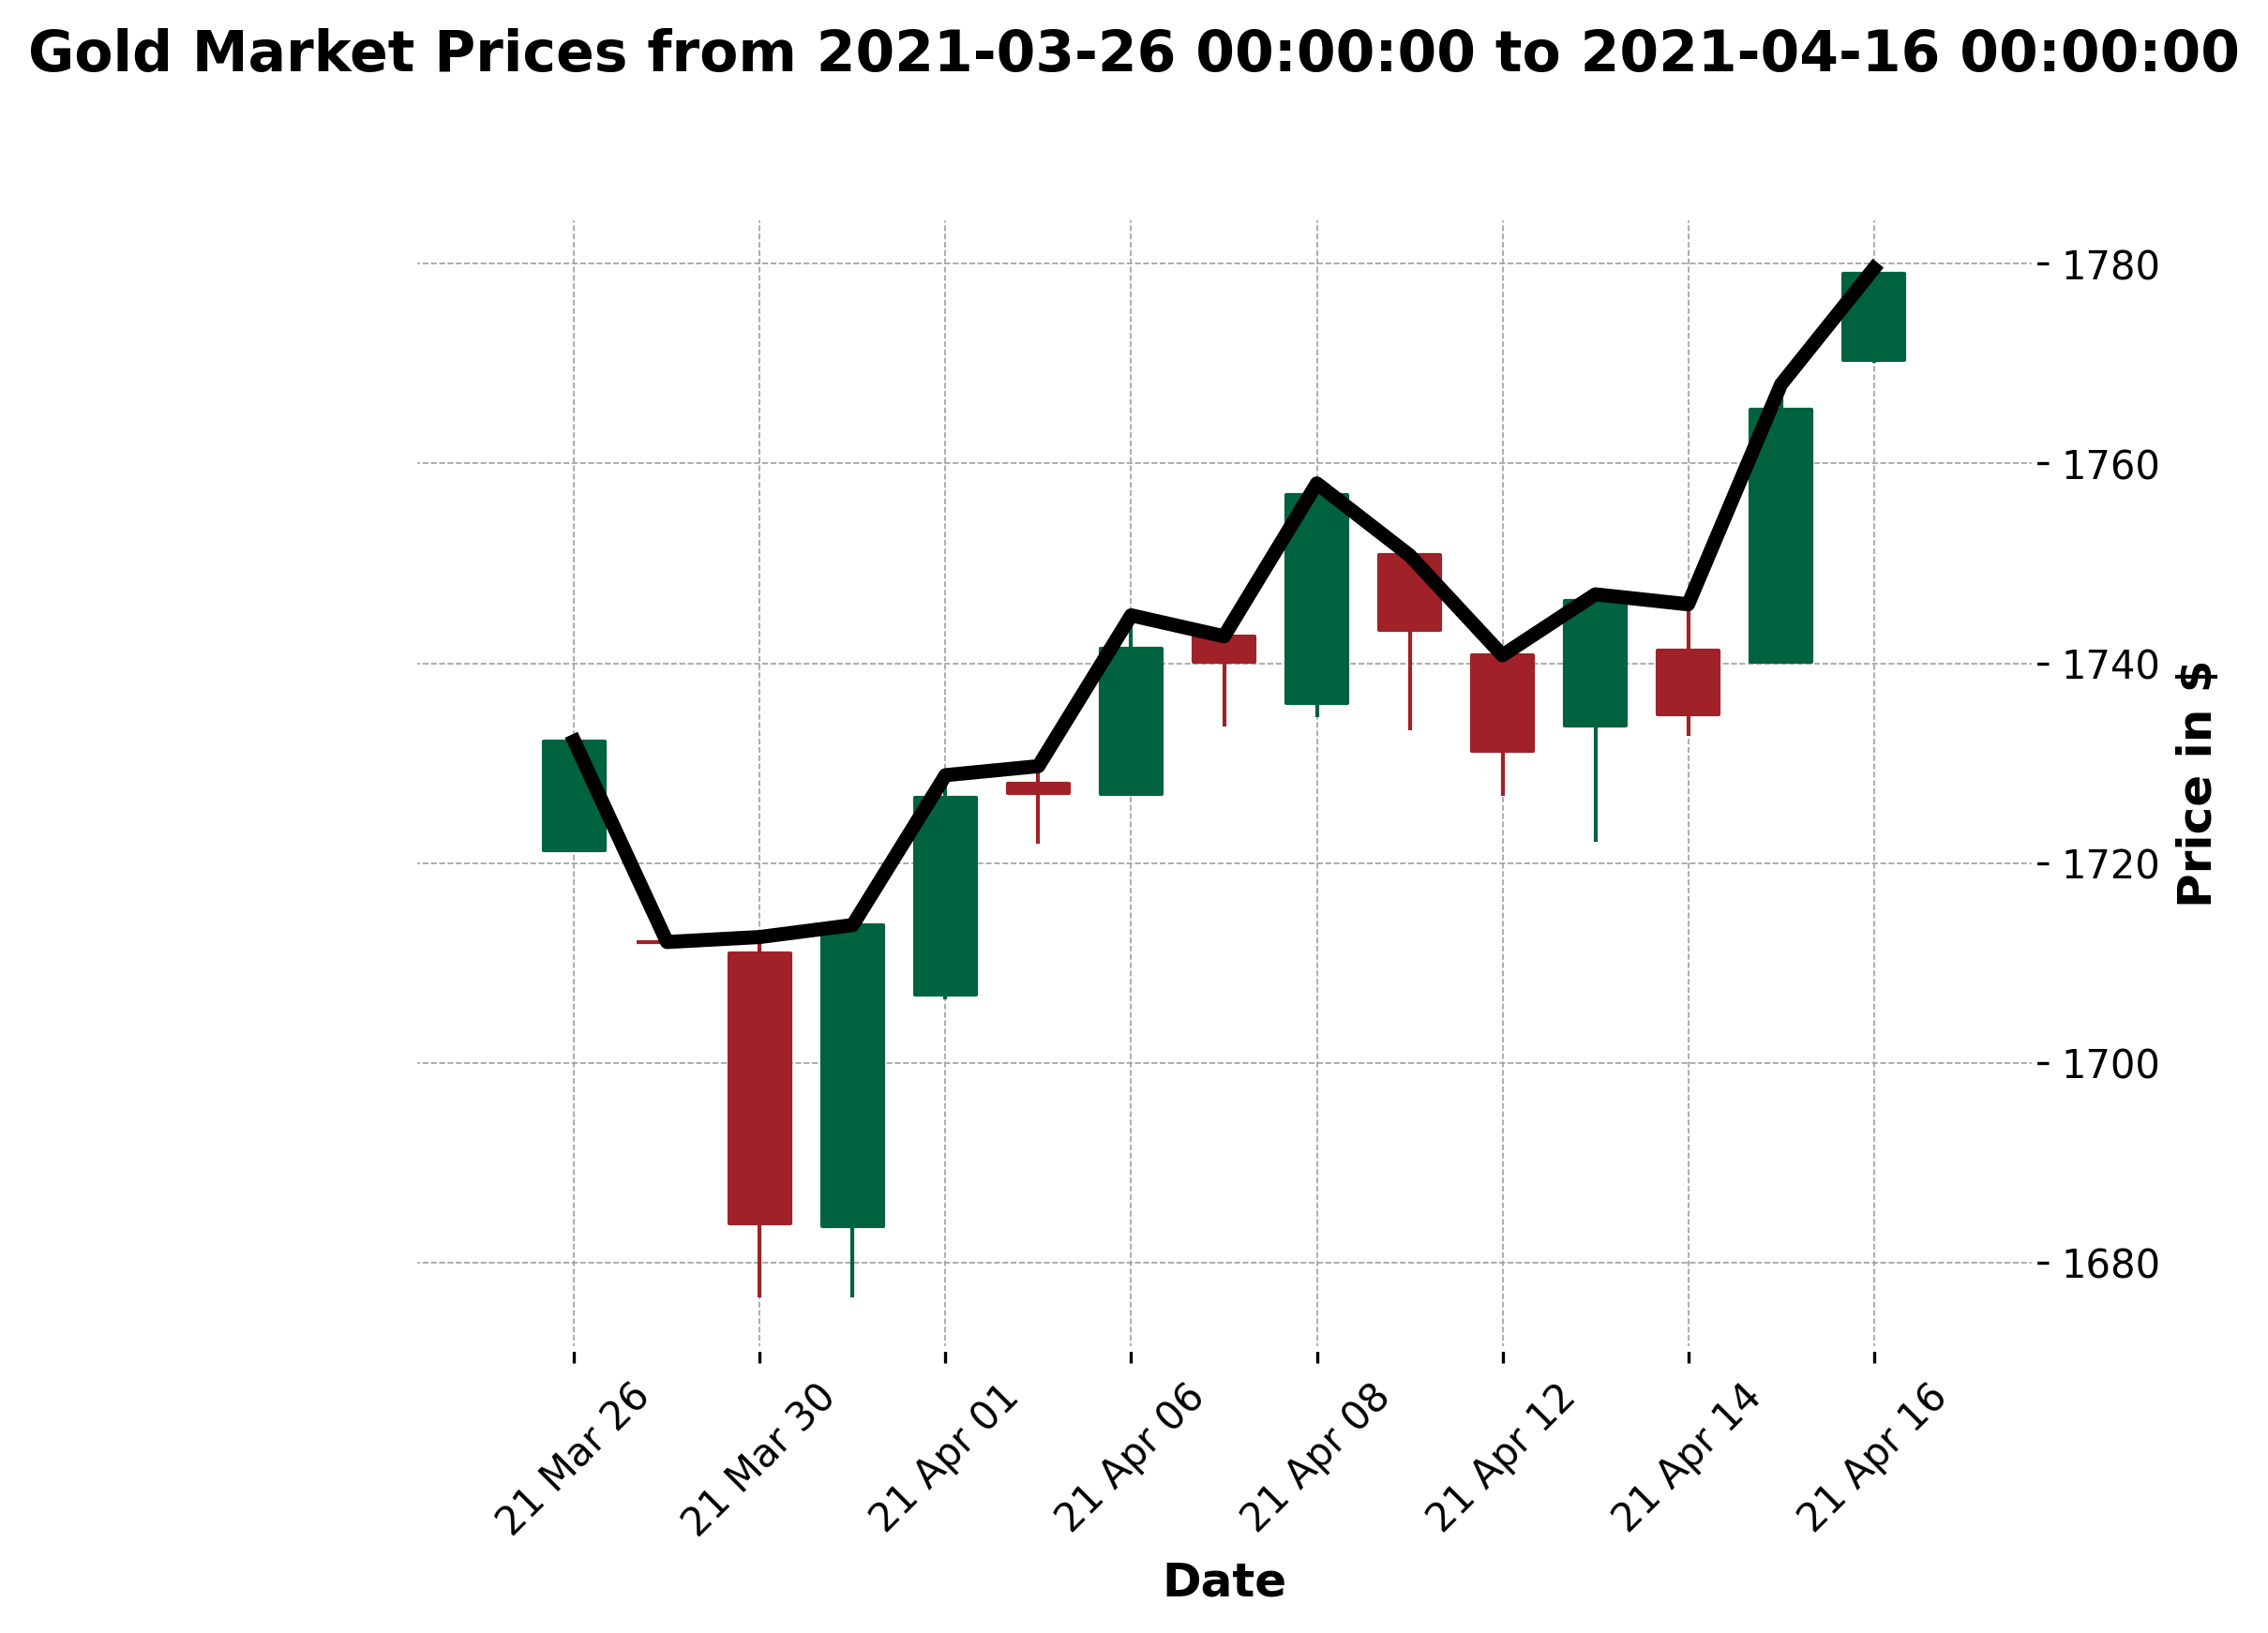 Gold Market Prices from 2021-03-26 00:00:00 to 2021-04-16 00:00:00
1780
1760
1740
1720
1700
1680
Price in $
21 Mar 26
21 Mar 30
21 Apr 01
21 Apr 06
21 Apr 08
21 Apr 12
21 Apr 14
21 Apr 16
Date